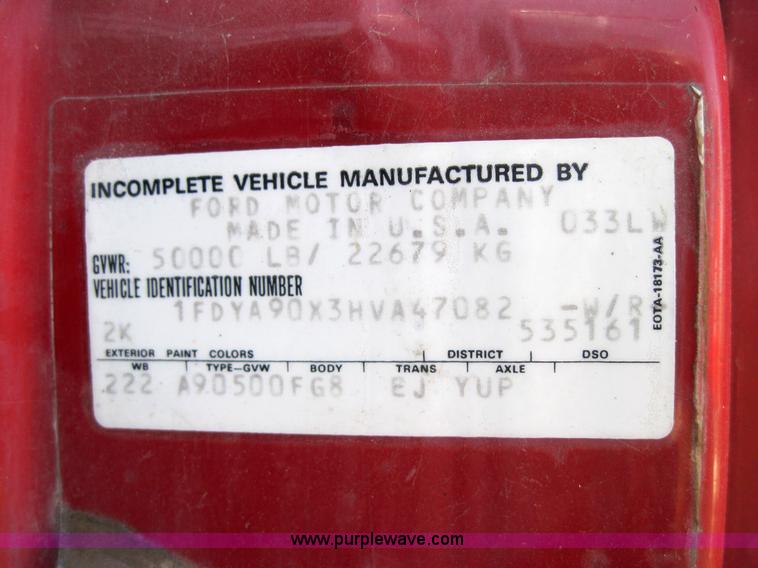 INCOMPLETE VEHICLE MANUFACTURED BY
FORD MOTOR COMPANY
MADE IN U.S.A. 033LW
GVWR: 50000 LB/ 22679 KG
VEHICLE IDENTIFICATION NUMBER
1FDYA90X3HVA47082 -W/R
2K 535161
EXTERIOR PAINT COLORS DISTRICT DSO
WB TYPE-GVW BODY TRANS AXLE
222 A90500FG8 EJ YUP
EOTA-18173-AA
www.purplewave.com